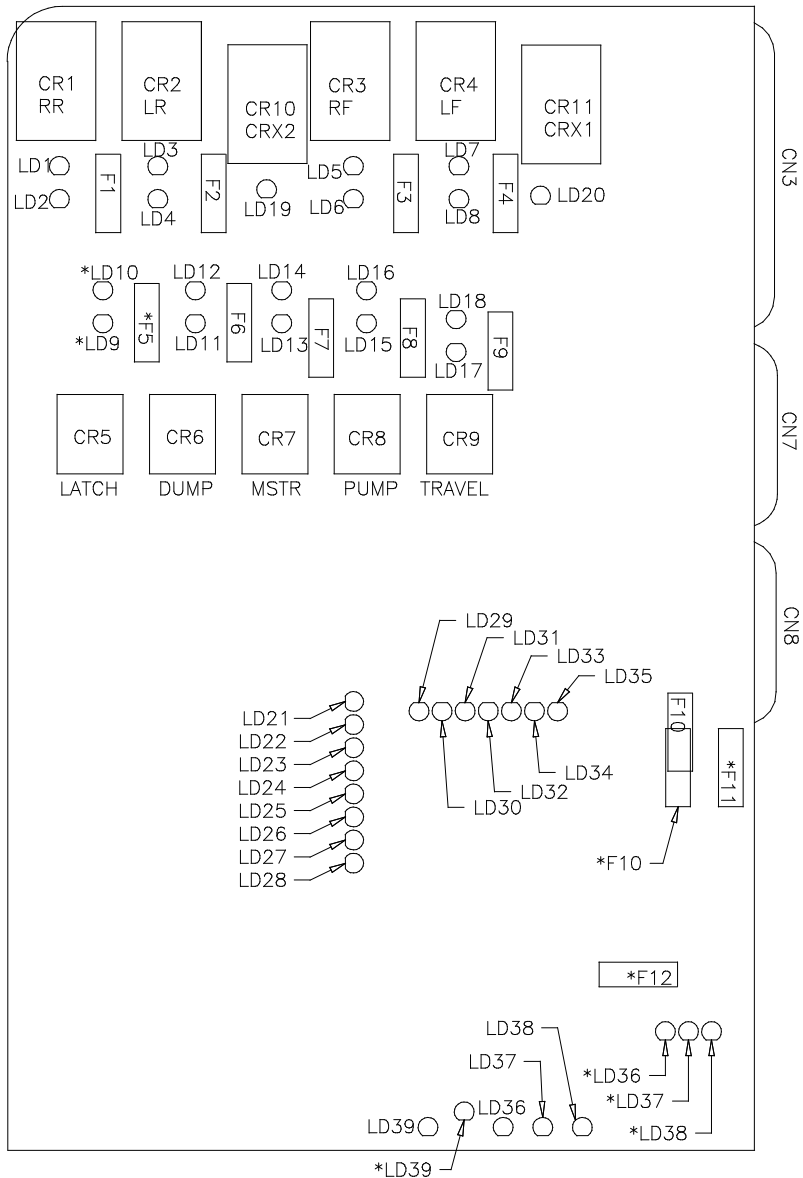 CR1
RR
CR2
LR
CR10
CRX2
CR3
RF
CR4
LF
CR11
CRX1
CN3
LD1
LD2
F1
LD3
LD4
F2
LD19
LD5
LD6
F3
LD7
LD8
F4
LD20
*LD10
*LD9
*F5
LD12
LD11
F6
LD14
LD13
F7
LD16
LD15
F8
LD18
LD17
F9
CN7
CR5
LATCH
CR6
DUMP
CR7
MSTR
CR8
PUMP
CR9
TRAVEL
CN8
LD29
LD31
LD33
LD35
LD21
LD22
LD23
LD24
LD25
LD26
LD27
LD28
LD34
LD32
LD30
F10
*F11
*F10
*F12
LD38
LD37
*LD36
*LD37
*LD38
LD39
LD36
*LD39